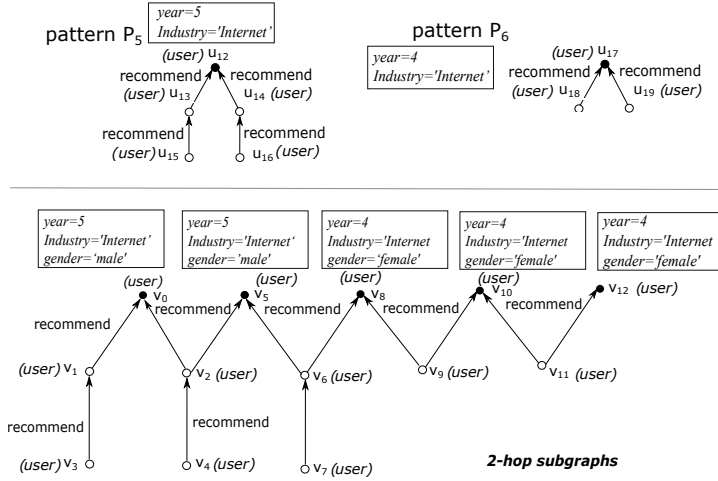 pattern P5
year=5
Industry='Internet'
(user) u12
recommend recommend
(user) u13 u14 (user)
recommend recommend
(user) u15 u16 (user)
pattern P6
year=4
Industry='Internet'
(user) u17
recommend recommend
(user) u18 u19 (user)
year=5
Industry='Internet'
gender=‘male'
year=5
Industry='Internet‘
gender=’male'
year=4
Industry='Internet
gender=‘female'
year=4
Industry='Internet
gender='female'
year=4
Industry='Internet
gender='female'
(user) (user) (user) (user)
v0 v5 v8 v10 v12 (user)
recommend recommend recommend recommend recommend recommend
(user) v1 v2 (user) v6 (user) v9 (user) v11 (user)
recommend recommend recommend
(user) v3 v4 (user) v7 (user)
2-hop subgraphs